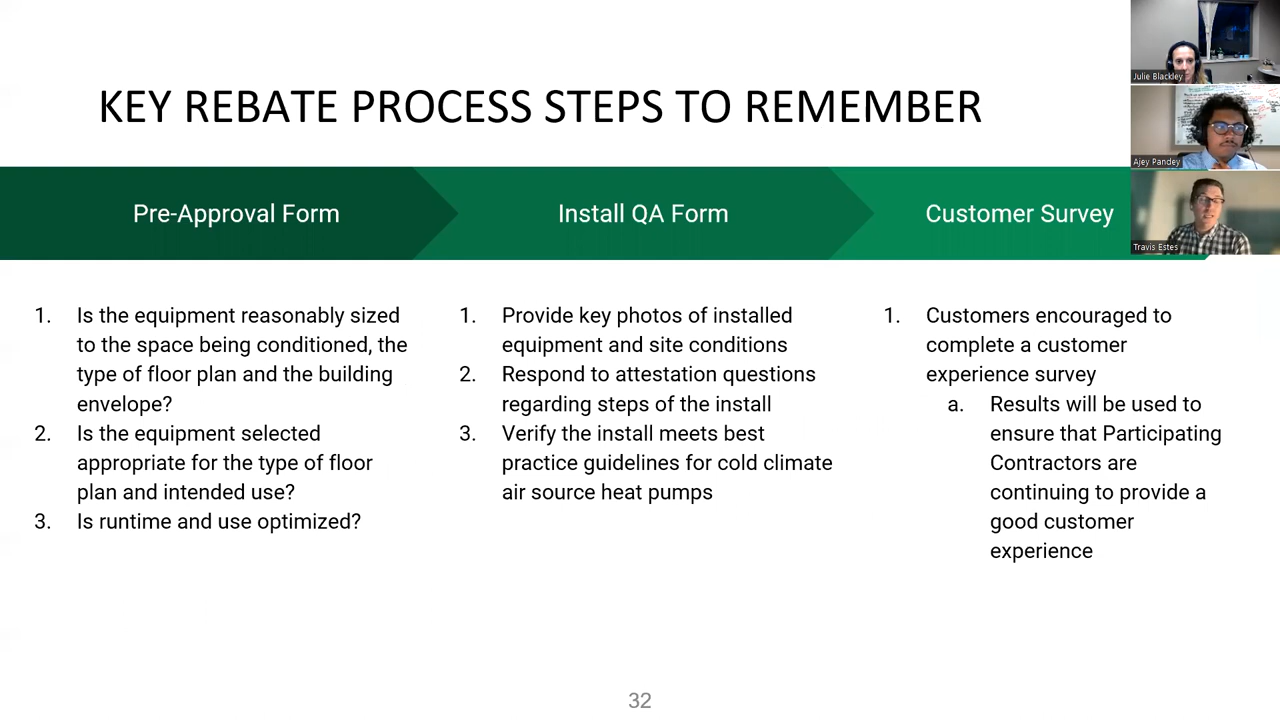 KEY REBATE PROCESS STEPS TO REMEMBER
Pre-Approval Form
Install QA Form
Customer Survey
1. Is the equipment reasonably sized
to the space being conditioned, the
type of floor plan and the building
envelope?
2. Is the equipment selected
appropriate for the type of floor
plan and intended use?
3. Is runtime and use optimized?
1. Provide key photos of installed
equipment and site conditions
2. Respond to attestation questions
regarding steps of the install
3. Verify the install meets best
practice guidelines for cold climate
air source heat pumps
1. Customers encouraged to
complete a customer
experience survey
a. Results will be used to
ensure that Participating
Contractors are
continuing to provide a
good customer
experience
32
Julie Blackley
Ajey Pandey
Travis Estes